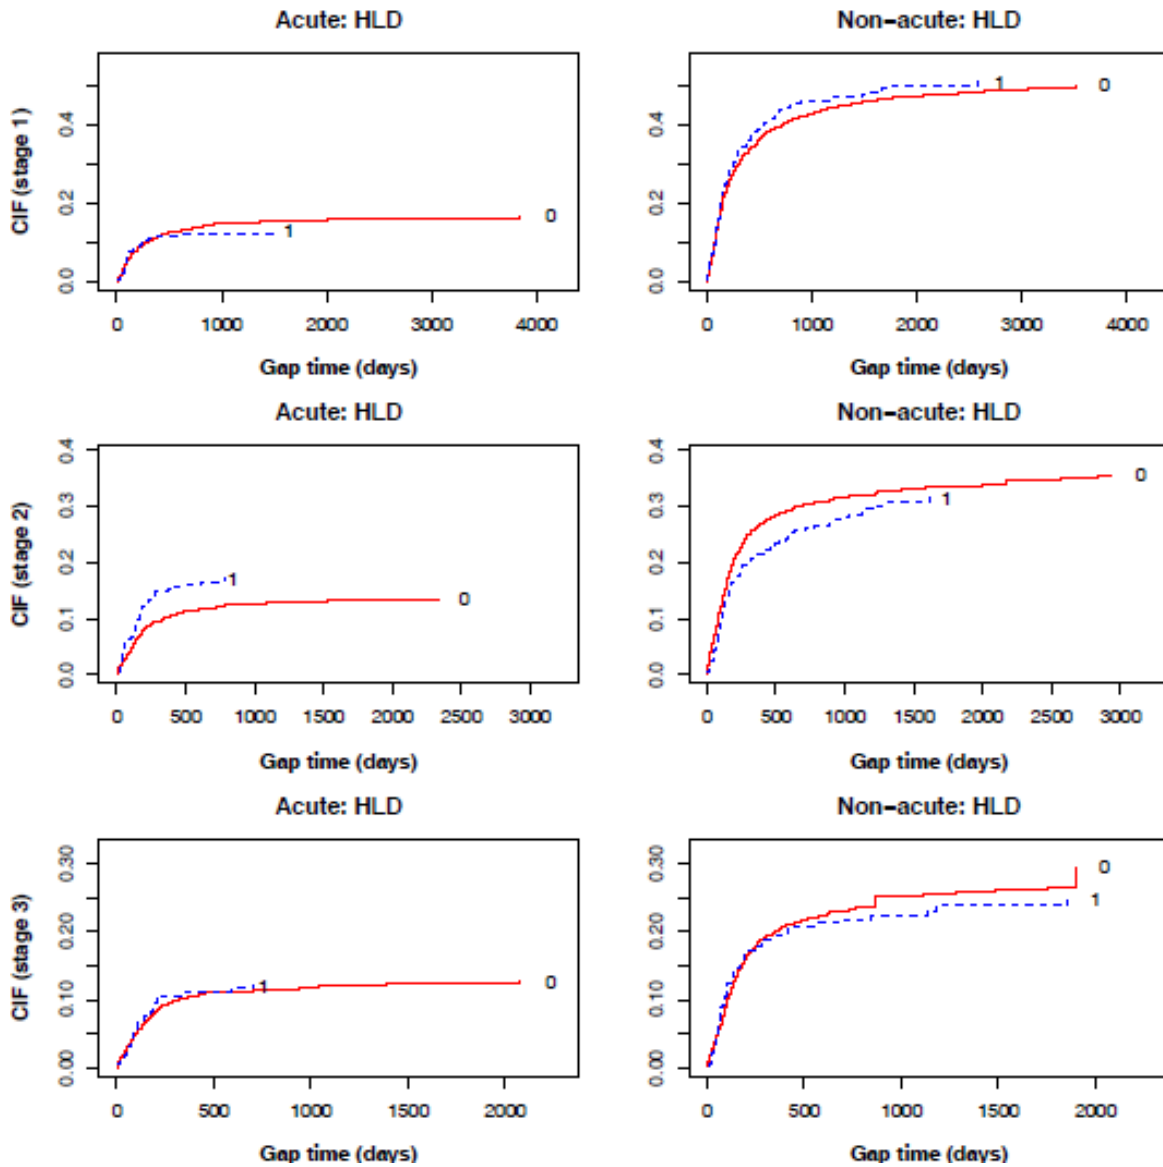 Acute: HLD
CIF (stage 1)
0.0 0.2 0.4
1
0
0 1000 2000 3000 4000
Gap time (days)
Non−acute: HLD
0.0 0.2 0.4
1
0
0 1000 2000 3000 4000
Gap time (days)
Acute: HLD
CIF (stage 2)
0.0 0.1 0.2 0.3 0.4
1
0
0 500 1000 1500 2000 2500 3000
Gap time (days)
Non−acute: HLD
0.0 0.1 0.2 0.3 0.4
0
1
0 500 1000 1500 2000 2500 3000
Gap time (days)
Acute: HLD
CIF (stage 3)
0.00 0.10 0.20 0.30
1
0
0 500 1000 1500 2000
Gap time (days)
Non−acute: HLD
0.00 0.10 0.20 0.30
0
1
0 500 1000 1500 2000
Gap time (days)